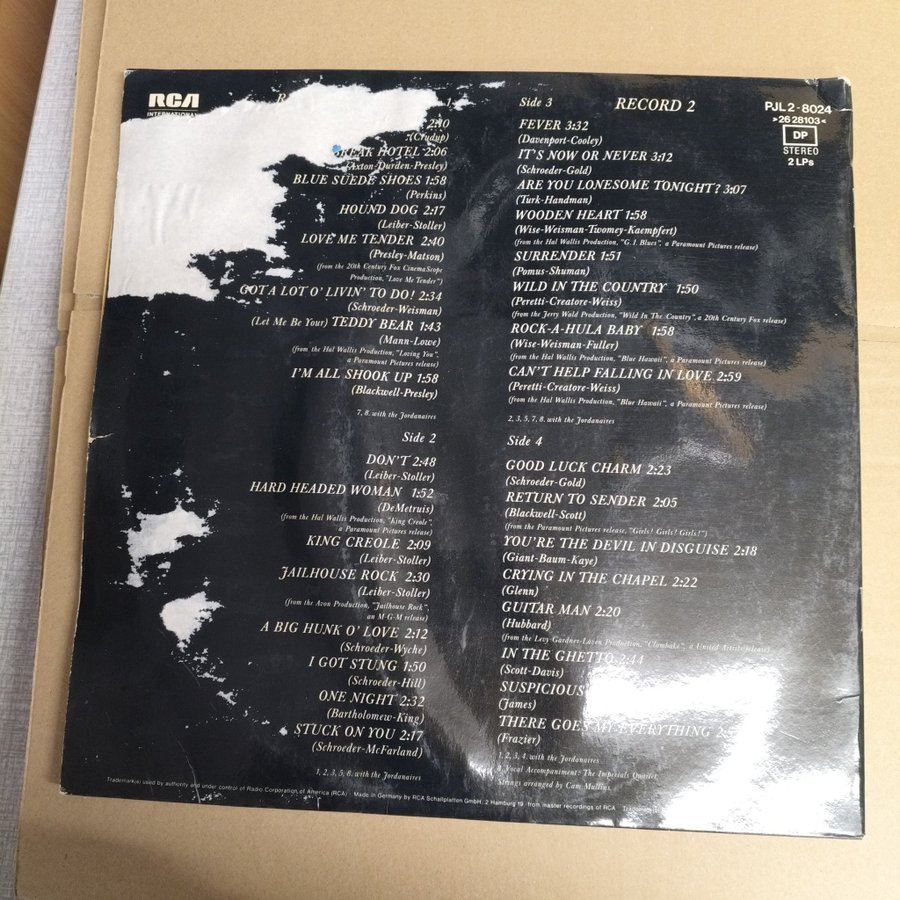 RCA
INTERNATIONAL
2:10
(Crudup)
BREAK HOTEL 2:06
(Axton-Durden-Presley)
BLUE SUEDE SHOES 1:58
(Perkins)
HOUND DOG 2:17
(Leiber-Stoller)
LOVE ME TENDER 2:40
(Presley-Matson)
(from the 20th Century Fox CinemaScope
Production, "Love Me Tender")
GOT A LOT O' LIVIN' TO DO! 2:34
(Schroeder-Weisman)
(Let Me Be Your) TEDDY BEAR 1:43
(Mann-Lowe)
(from the Hal Wallis Production, "Loving You",
a Paramount Pictures release)
I'M ALL SHOOK UP 1:58
(Blackwell-Presley)
7, 8. with the Jordanaires
Side 2
DON'T 2:48
(Leiber-Stoller)
HARD HEADED WOMAN 1:52
(DeMetruis)
(from the Hal Wallis Production, "King Creole",
a Paramount Pictures release)
KING CREOLE 2:09
(Leiber-Stoller)
JAILHOUSE ROCK 2:30
(Leiber-Stoller)
(from the Avon Production, "Jailhouse Rock",
an M-G-M release)
A BIG HUNK O' LOVE 2:12
(Schroeder-Wyche)
I GOT STUNG 1:50
(Schroeder-Hill)
ONE NIGHT 2:32
(Bartholomew-King)
STUCK ON YOU 2:17
(Schroeder-McFarland)
1, 2, 3, 5, 8. with the Jordanaires
Side 3 RECORD 2
FEVER 3:32
(Davenport-Cooley)
IT'S NOW OR NEVER 3:12
(Schroeder-Gold)
ARE YOU LONESOME TONIGHT? 3:07
(Turk-Handman)
WOODEN HEART 1:58
(Wise-Weisman-Twomey-Kaempfert)
(from the Hal Wallis Production, "G.I. Blues", a Paramount Pictures release)
SURRENDER 1:51
(Pomus-Shuman)
WILD IN THE COUNTRY 1:50
(Peretti-Creatore-Weiss)
(from the Jerry Wald Production, "Wild In The Country", a 20th Century Fox release)
ROCK-A-HULA BABY 1:58
(Wise-Weisman-Fuller)
(from the Hal Wallis Production, "Blue Hawaii", a Paramount Pictures release)
CAN'T HELP FALLING IN LOVE 2:59
(Peretti-Creatore-Weiss)
(from the Hal Wallis Production, "Blue Hawaii", a Paramount Pictures release)
2, 3, 5, 7, 8. with the Jordanaires
Side 4
GOOD LUCK CHARM 2:23
(Schroeder-Gold)
RETURN TO SENDER 2:05
(Blackwell-Scott)
(from the Paramount Pictures release, "Girls! Girls! Girls!")
YOU'RE THE DEVIL IN DISGUISE 2:18
(Giant-Baum-Kaye)
CRYING IN THE CHAPEL 2:22
(Glenn)
GUITAR MAN 2:20
(Hubbard)
(from the Levy-Gardner-Laven Production, "Clambake", a United Artists release)
IN THE GHETTO 2:44
(Scott-Davis)
SUSPICIOUS
(James)
THERE GOES MY EVERYTHING
(Frazier)
1, 2, 3, 4. with the Jordanaires
8. Vocal Accompaniment: The Imperials Quartet,
Strings arranged by Cam Mullins.
PJL 2-8024
>26 28103<
DP
STEREO
2 LPs
Trademark(s) used by authority and under control of Radio Corporation of America (RCA) Made in Germany by RCA Schallplatten GmbH, 2 Hamburg 19 from master recordings of RCA